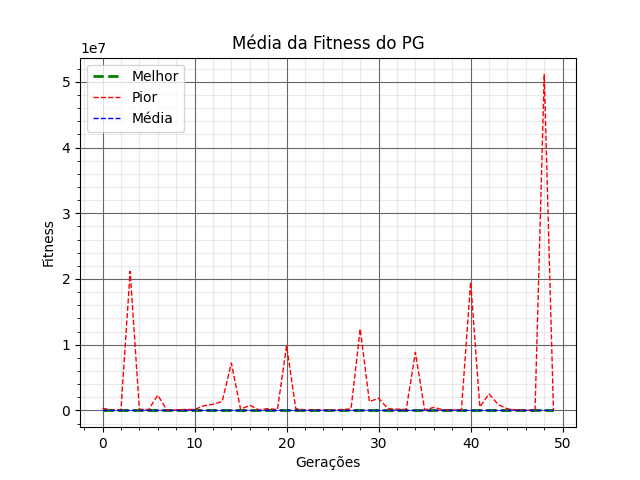 Média da Fitness do PG
1e7
Melhor
Pior
Média
5
4
3
2
1
0
Fitness
0 10 20 30 40 50
Gerações